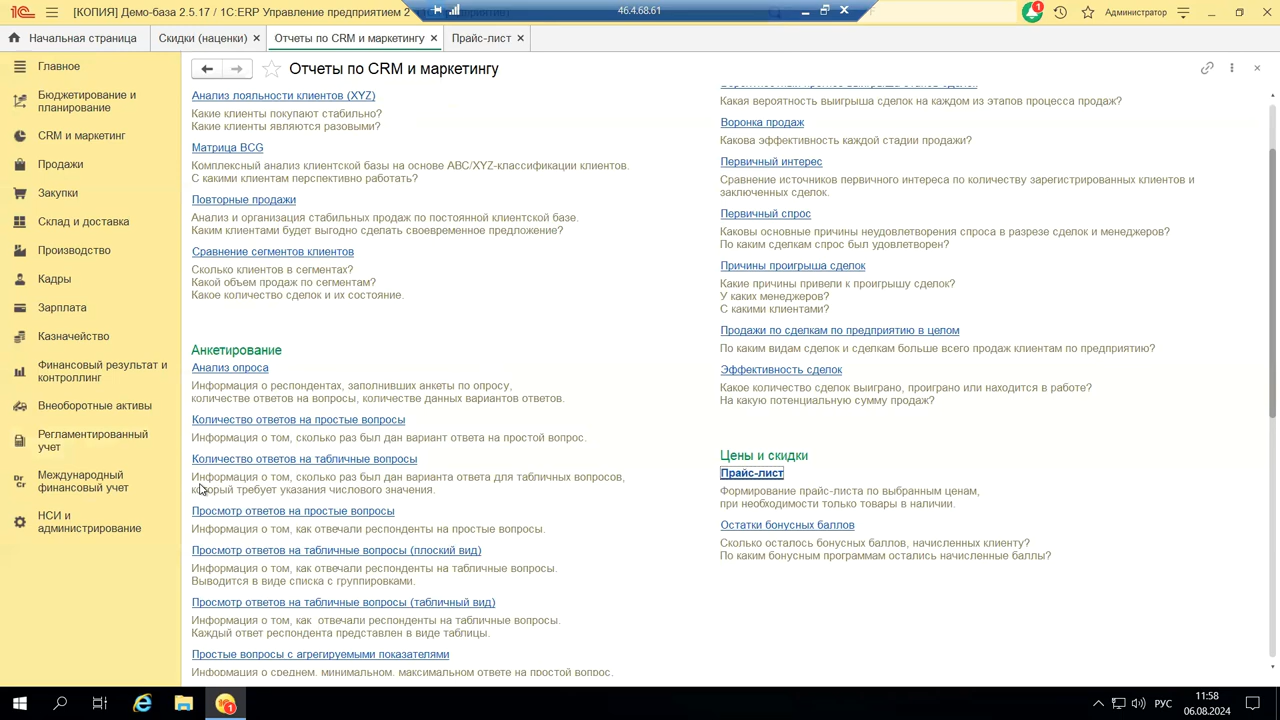 [КОПИЯ] Демо-база 2.5.17 / 1С:ERP Управление предприятием 2
46.4.68.61
1
Администратор
Начальная страница
Скидки (наценки)
Отчеты по CRM и маркетингу
Прайс-лист
Отчеты по CRM и маркетингу
Главное
Бюджетирование и
планирование
CRM и маркетинг
Продажи
Закупки
Склад и доставка
Производство
Кадры
Зарплата
Казначейство
Финансовый результат и
контроллинг
Внеоборотные активы
Регламентированный
учет
Dr
Cr
Международный
финансовый учет
НСИ и
администрирование
Анализ лояльности клиентов (XYZ)
Какие клиенты покупают стабильно?
Какие клиенты являются разовыми?
Матрица BCG
Комплексный анализ клиентской базы на основе ABC/XYZ-классификации клиентов.
С какими клиентам перспективно работать?
Повторные продажи
Анализ и организация стабильных продаж по постоянной клиентской базе.
Каким клиентами будет выгодно сделать своевременное предложение?
Сравнение сегментов клиентов
Сколько клиентов в сегментах?
Какой объем продаж по сегментам?
Какое количество сделок и их состояние.
Анкетирование
Анализ опроса
Информация о респондентах, заполнивших анкеты по опросу,
количестве ответов на вопросы, количестве данных вариантов ответов.
Количество ответов на простые вопросы
Информация о том, сколько раз был дан вариант ответа на простой вопрос.
Количество ответов на табличные вопросы
Информация о том, сколько раз был дан варианта ответа для табличных вопросов,
который требует указания числового значения.
Просмотр ответов на простые вопросы
Информация о том, как отвечали респонденты на простые вопросы.
Просмотр ответов на табличные вопросы (плоский вид)
Информация о том, как отвечали респонденты на табличные вопросы.
Выводится в виде списка с группировками.
Просмотр ответов на табличные вопросы (табличный вид)
Информация о том, как отвечали респонденты на табличные вопросы.
Каждый ответ респондента представлен в виде таблицы.
Простые вопросы с агрегируемыми показателями
Информация о среднем, минимальном, максимальном ответе на простой вопрос.
Вероятностный прогноз выигрыша этапов сделок
Какая вероятность выигрыша сделок на каждом из этапов процесса продаж?
Воронка продаж
Какова эффективность каждой стадии продажи?
Первичный интерес
Сравнение источников первичного интереса по количеству зарегистрированных клиентов и
заключенных сделок.
Первичный спрос
Каковы основные причины неудовлетворения спроса в разрезе сделок и менеджеров?
По каким сделкам спрос был удовлетворен?
Причины проигрыша сделок
Какие причины привели к проигрышу сделок?
У каких менеджеров?
С какими клиентами?
Продажи по сделкам по предприятию в целом
По каким видам сделок и сделкам больше всего продаж клиентам по предприятию?
Эффективность сделок
Какое количество сделок выиграно, проиграно или находится в работе?
На какую потенциальную сумму продаж?
Цены и скидки
Прайс-лист
Формирование прайс-листа по выбранным ценам,
при необходимости только товары в наличии.
Остатки бонусных баллов
Сколько осталось бонусных баллов, начисленных клиенту?
По каким бонусным программам остались начисленные баллы?
1
РУС
11:58
06.08.2024